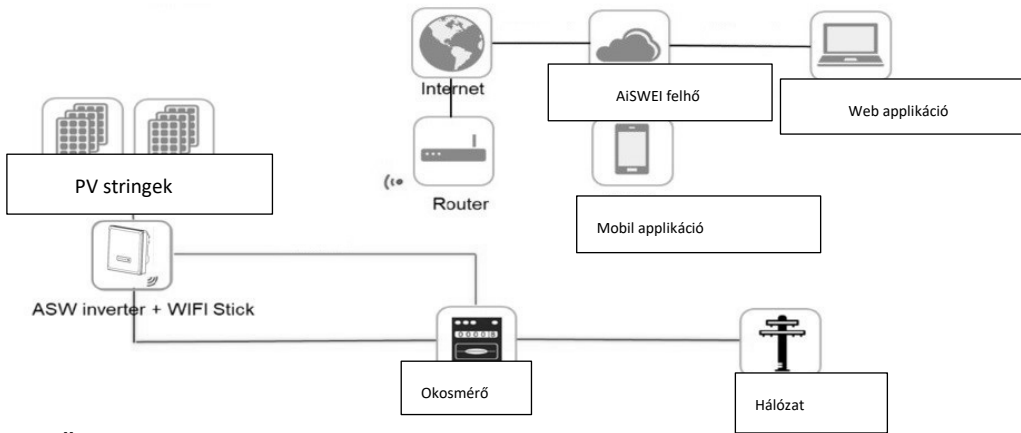 Internet
AiSWEI felhő
Web applikáció
PV stringek
Router
Mobil applikáció
ASW inverter + WIFI Stick
Okosmérő
Hálózat